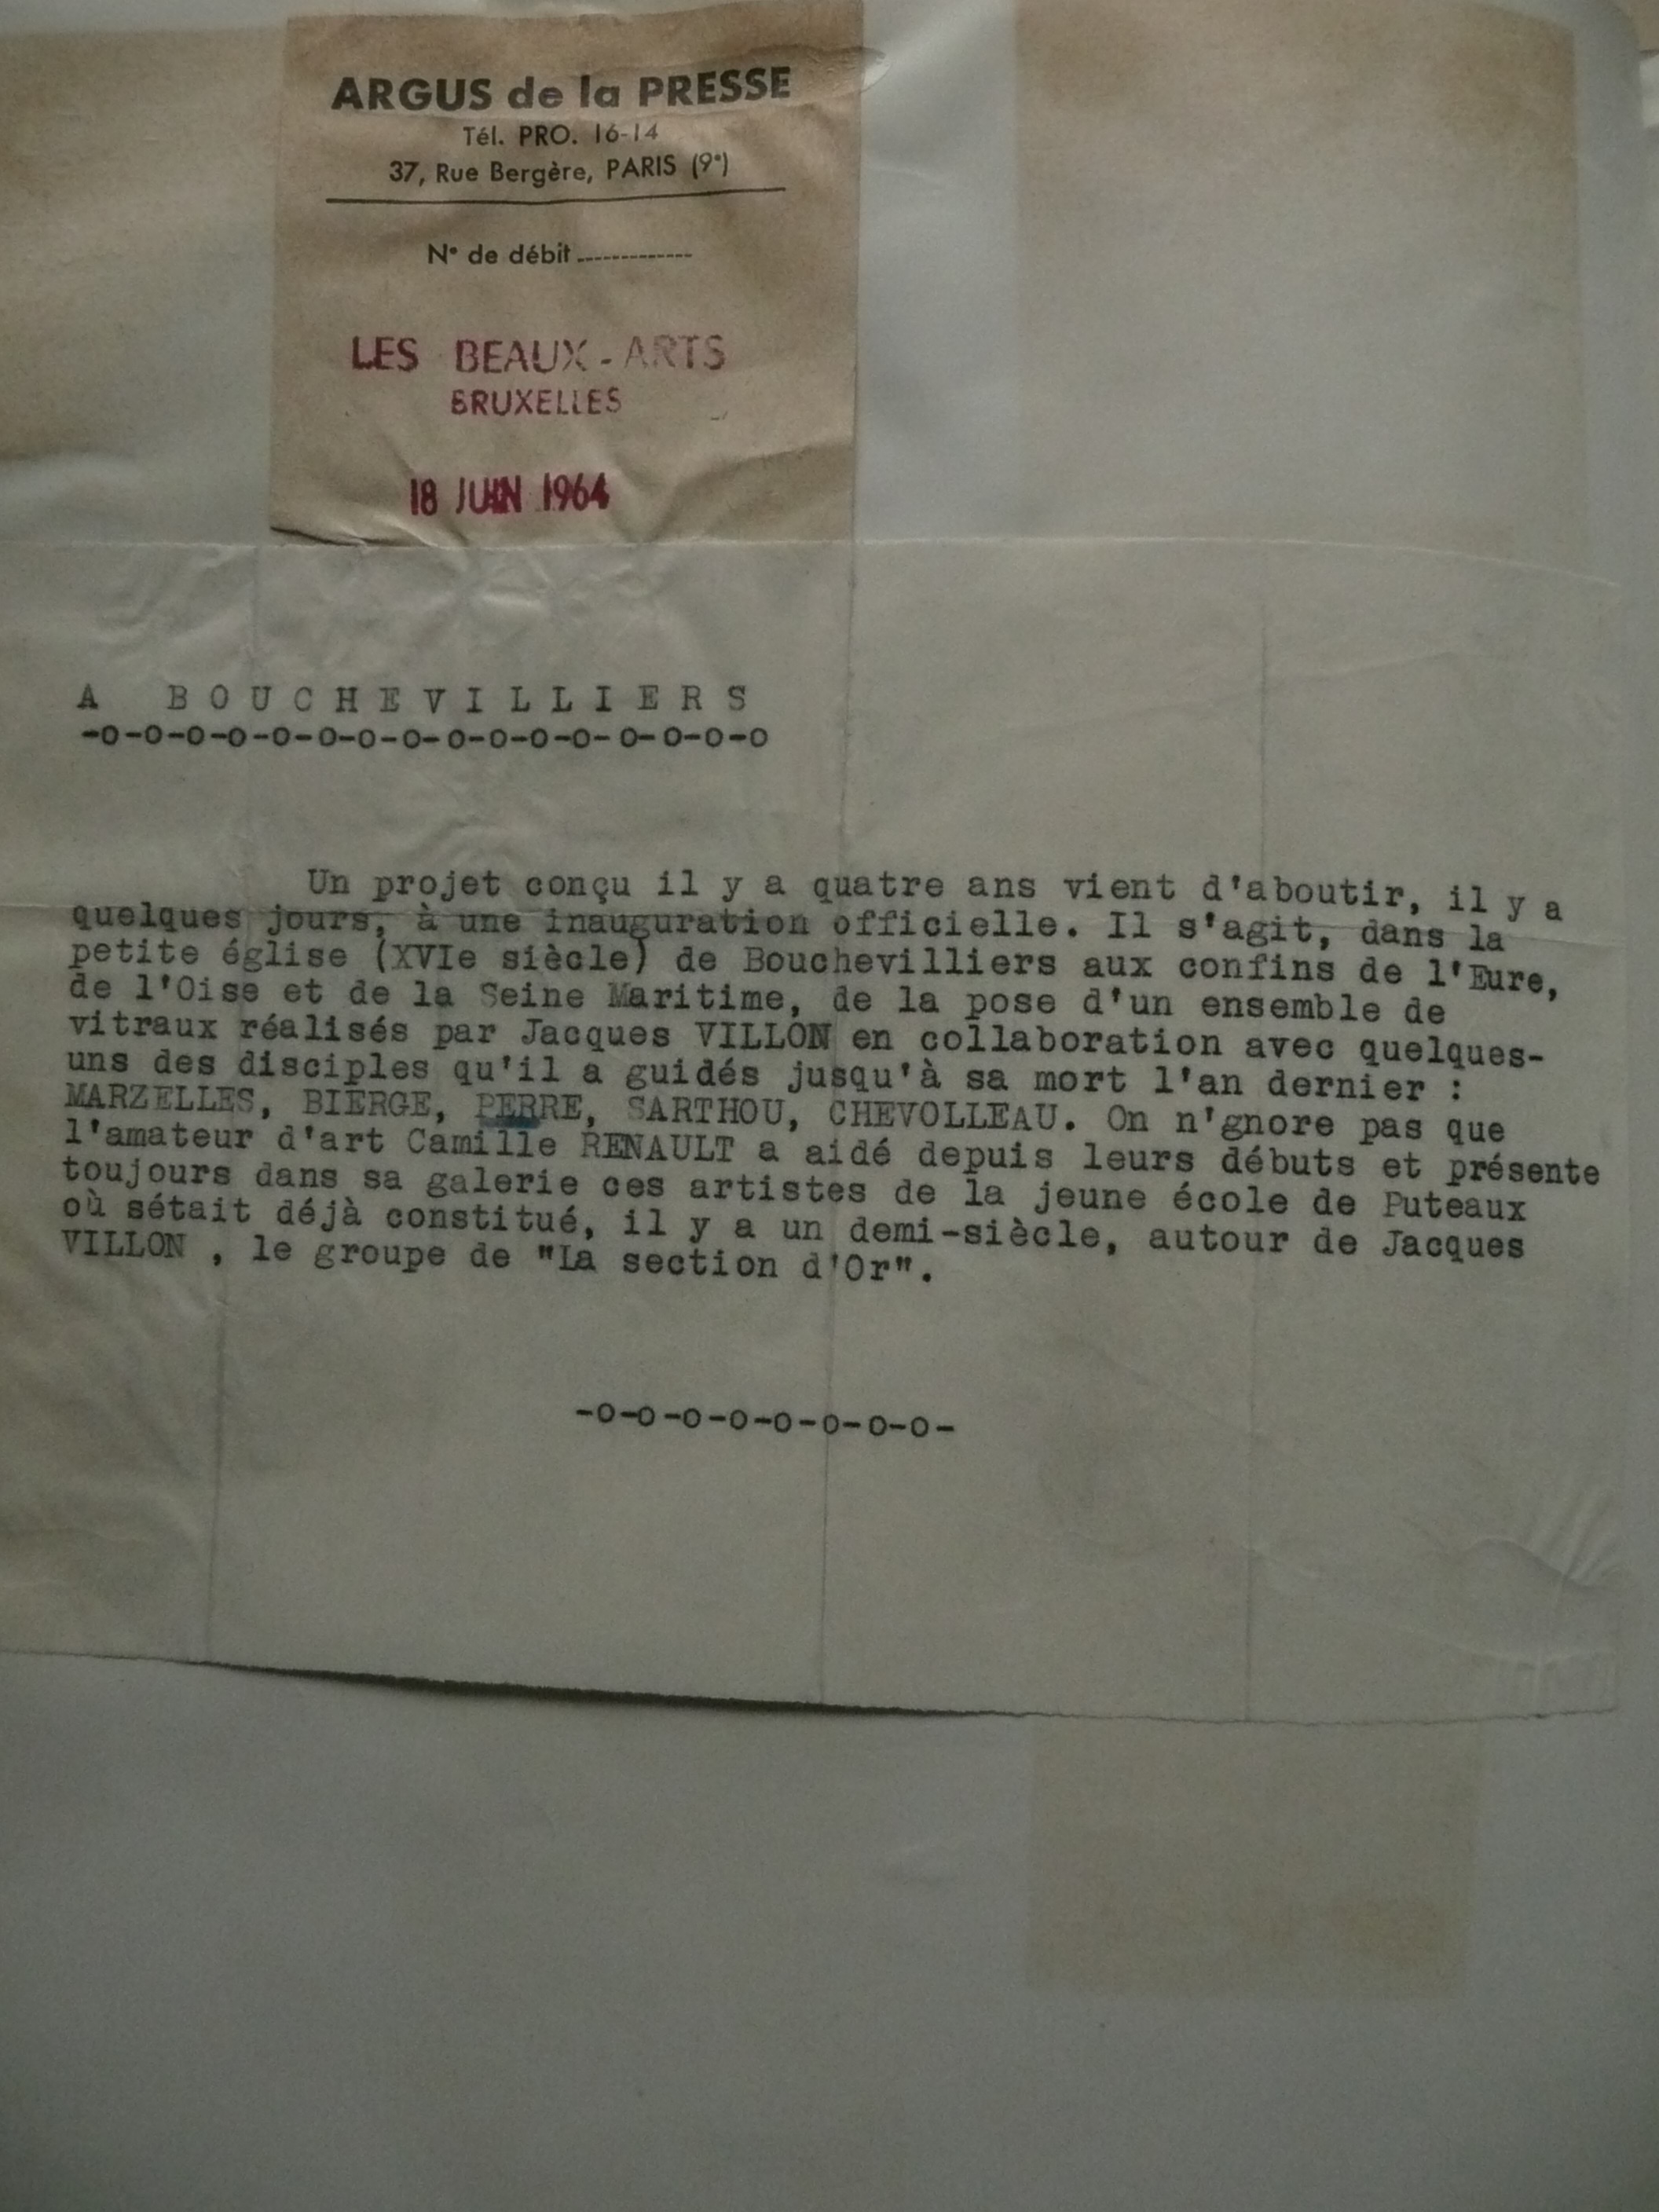 ARGUS de la PRESSE
Tél. PRO. 16-14
37, Rue Bergère, PARIS (9e)
N° de débit.............
LES BEAUX-ARTS
BRUXELLES
18 JUIN 1964
A BOUCHEVILLIERS
-o-o-o-o-o-o-o-o-o-o-o-o-o-o-o-o
Un projet conçu il y a quatre ans vient d'aboutir, il y a
quelques jours, à une inauguration officielle. Il s'agit, dans la
petite église (XVIe siècle) de Bouchevilliers aux confins de l'Eure,
de l'Oise et de la Seine Maritime, de la pose d'un ensemble de
vitraux réalisés par Jacques VILLON en collaboration avec quelques-
uns des disciples qu'il a guidés jusqu'à sa mort l'an dernier :
MARZELLES, BIERGE, PERRE, SARTHOU, CHEVOLLEAU. On n'gnore pas que
l'amateur d'art Camille RENAULT a aidé depuis leurs débuts et présente
toujours dans sa galerie ces artistes de la jeune école de Puteaux
où sétait déjà constitué, il y a un demi-siècle, autour de Jacques
VILLON , le groupe de "La section d'Or".
-o-o-o-o-o-o-o-o-